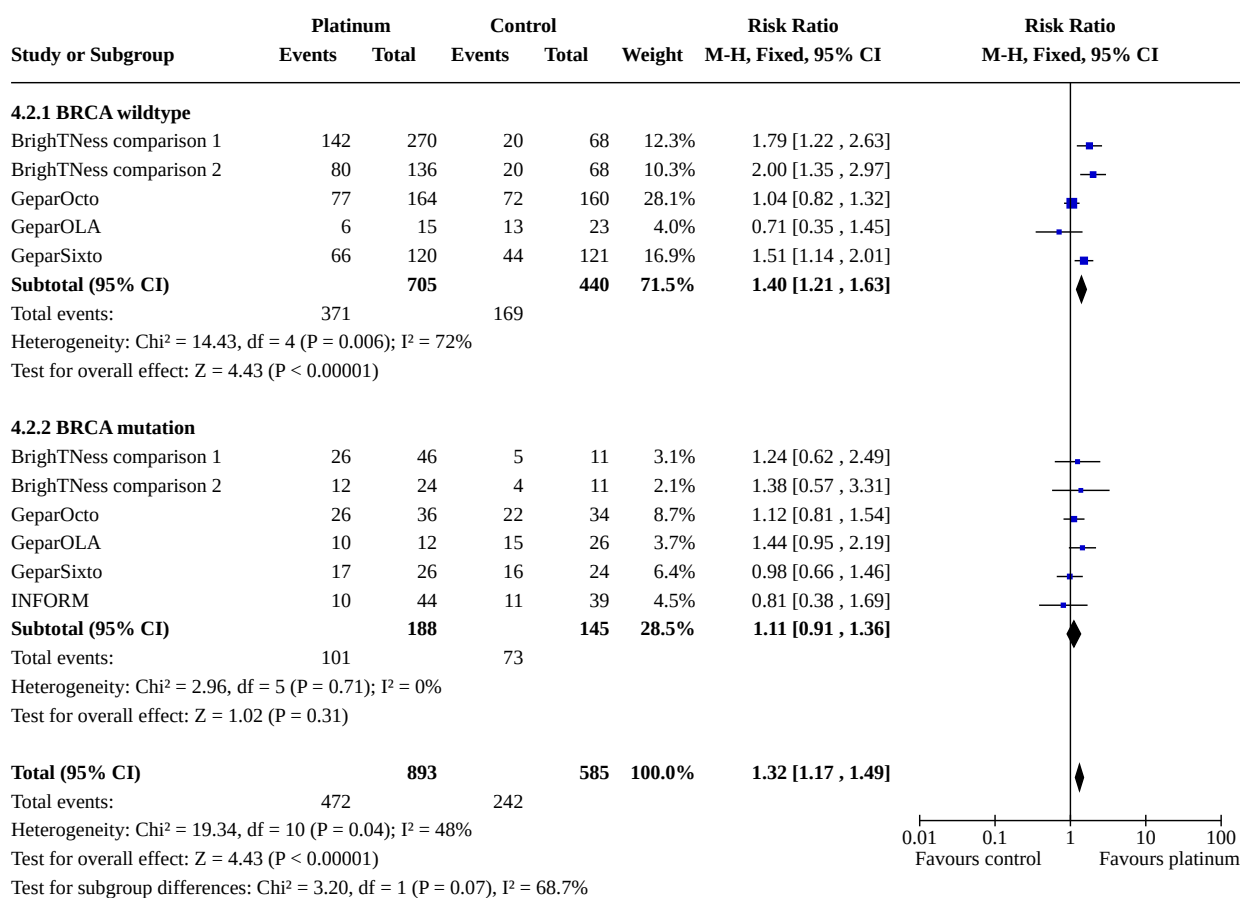 Platinum Control Risk Ratio Risk Ratio
Study or Subgroup Events Total Events Total Weight M-H, Fixed, 95% CI M-H, Fixed, 95% CI
4.2.1 BRCA wildtype
BrighTNess comparison 1 142 270 20 68 12.3% 1.79 [1.22 , 2.63]
BrighTNess comparison 2 80 136 20 68 10.3% 2.00 [1.35 , 2.97]
GeparOcto 77 164 72 160 28.1% 1.04 [0.82 , 1.32]
GeparOLA 6 15 13 23 4.0% 0.71 [0.35 , 1.45]
GeparSixto 66 120 44 121 16.9% 1.51 [1.14 , 2.01]
Subtotal (95% CI) 705 440 71.5% 1.40 [1.21 , 1.63]
Total events: 371 169
Heterogeneity: Chi² = 14.43, df = 4 (P = 0.006); I² = 72%
Test for overall effect: Z = 4.43 (P < 0.00001)
4.2.2 BRCA mutation
BrighTNess comparison 1 26 46 5 11 3.1% 1.24 [0.62 , 2.49]
BrighTNess comparison 2 12 24 4 11 2.1% 1.38 [0.57 , 3.31]
GeparOcto 26 36 22 34 8.7% 1.12 [0.81 , 1.54]
GeparOLA 10 12 15 26 3.7% 1.44 [0.95 , 2.19]
GeparSixto 17 26 16 24 6.4% 0.98 [0.66 , 1.46]
INFORM 10 44 11 39 4.5% 0.81 [0.38 , 1.69]
Subtotal (95% CI) 188 145 28.5% 1.11 [0.91 , 1.36]
Total events: 101 73
Heterogeneity: Chi² = 2.96, df = 5 (P = 0.71); I² = 0%
Test for overall effect: Z = 1.02 (P = 0.31)
Total (95% CI) 893 585 100.0% 1.32 [1.17 , 1.49]
Total events: 472 242
Heterogeneity: Chi² = 19.34, df = 10 (P = 0.04); I² = 48%
Test for overall effect: Z = 4.43 (P < 0.00001)
Test for subgroup differences: Chi² = 3.20, df = 1 (P = 0.07), I² = 68.7%
0.01 0.1 1 10 100
Favours control Favours platinum